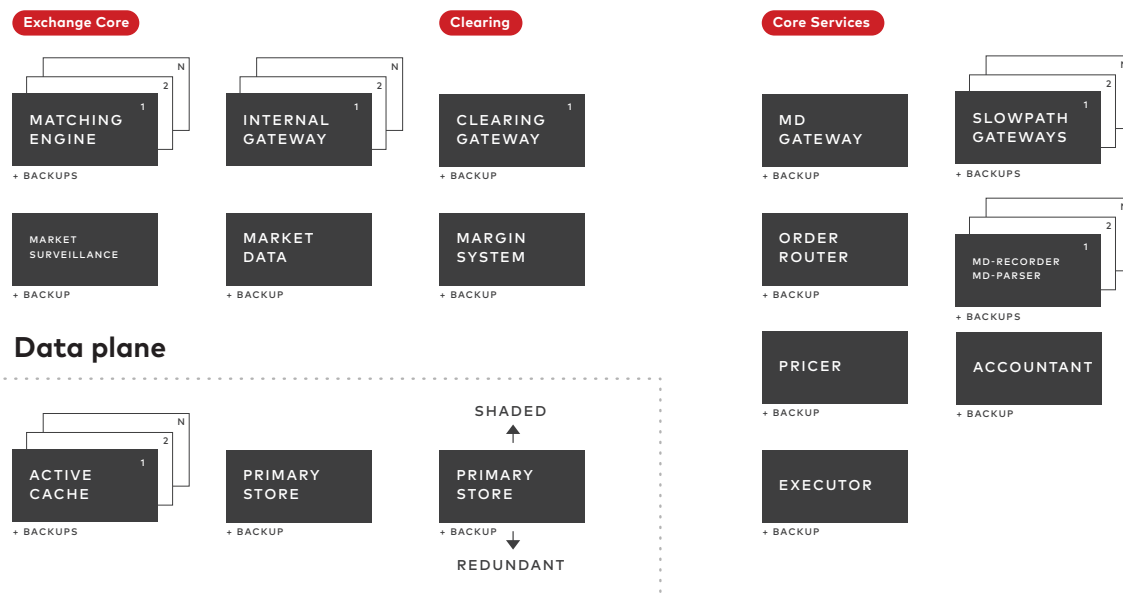 Exchange Core
Clearing
Core Services
N
2
1
MATCHING
ENGINE
+ BACKUPS
N
2
1
INTERNAL
GATEWAY
1
CLEARING
GATEWAY
+ BACKUP
MD
GATEWAY
+ BACKUP
N
2
1
SLOWPATH
GATEWAYS
+ BACKUPS
MARKET
SURVEILLANCE
+ BACKUP
MARKET
DATA
+ BACKUP
MARGIN
SYSTEM
+ BACKUP
ORDER
ROUTER
+ BACKUP
N
2
1
MD-RECORDER
MD-PARSER
+ BACKUPS
Data plane
PRICER
+ BACKUP
ACCOUNTANT
+ BACKUP
N
2
1
ACTIVE
CACHE
+ BACKUPS
PRIMARY
STORE
+ BACKUP
SHADED
PRIMARY
STORE
+ BACKUP
REDUNDANT
EXECUTOR
+ BACKUP